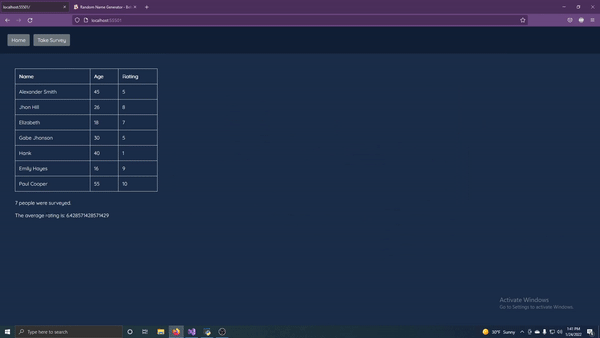 localhost:55507/
Random Name Generator -
localhost:55507
Home Take Survey
Name Age Rating
Alexander Smith 45 5
Jhon Hill 26 8
Elizabeth 18 7
Gabe Jhonson 30 5
Hank 40 1
Emily Hayes 16 9
Paul Cooper 55 10
7 people were surveyed.
The average rating is: 6.428571428571429
Activate Windows
Go to Settings to activate Windows.
Type here to search
30°F Sunny
1:41 PM
1/24/2022